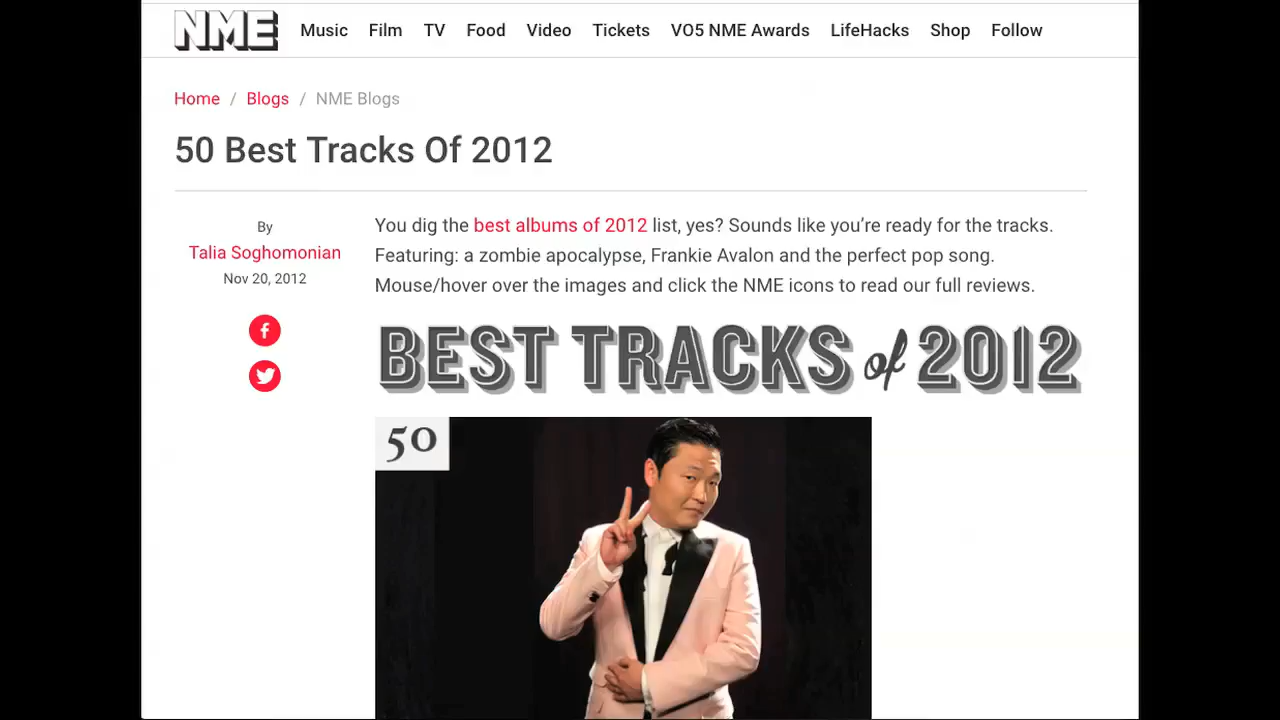 NME Music Film TV Food Video Tickets VO5 NME Awards LifeHacks Shop Follow
Home / Blogs / NME Blogs
50 Best Tracks Of 2012
By
Talia Soghomonian
Nov 20, 2012
You dig the best albums of 2012 list, yes? Sounds like you’re ready for the tracks.
Featuring: a zombie apocalypse, Frankie Avalon and the perfect pop song.
Mouse/hover over the images and click the NME icons to read our full reviews.
BEST TRACKS of 2012
50